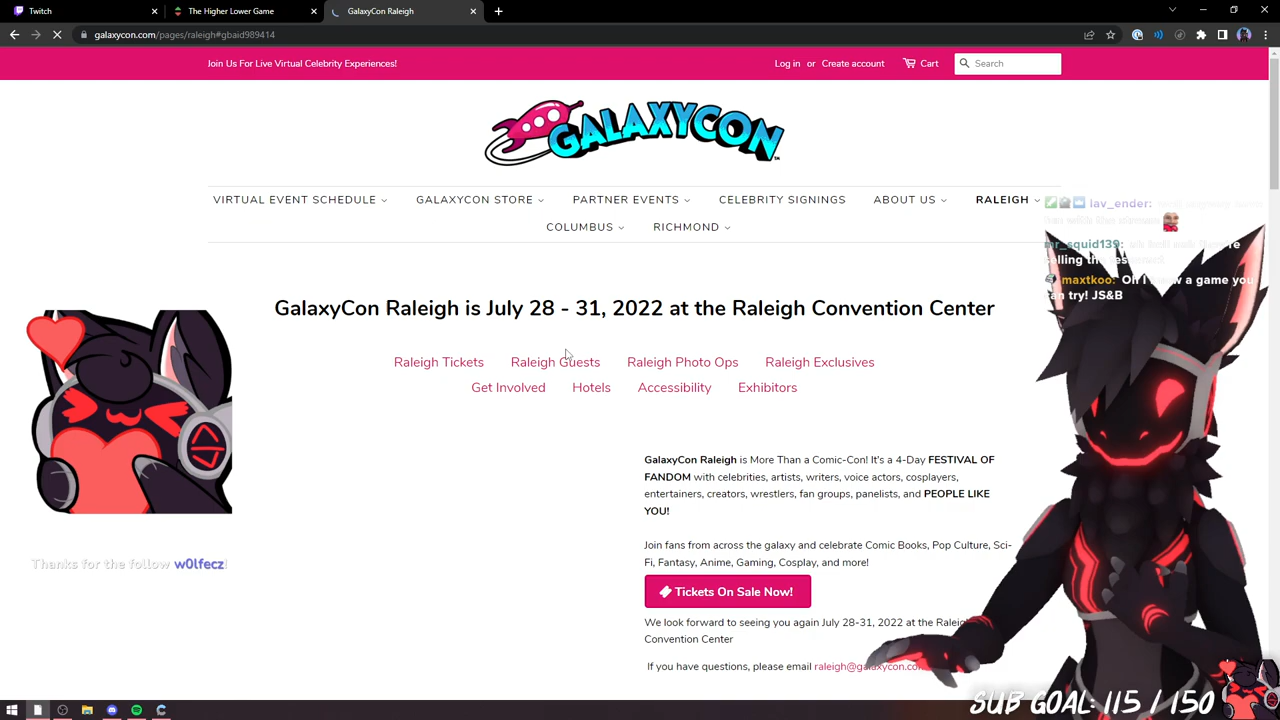 Twitch
The Higher Lower Game
GalaxyCon Raleigh
galaxycon.com/pages/raleigh#gbaid989414
Join Us For Live Virtual Celebrity Experiences!
Log in or Create account
Cart
Search
GALAXYCON
VIRTUAL EVENT SCHEDULE
GALAXYCON STORE
PARTNER EVENTS
CELEBRITY SIGNINGS
ABOUT US
RALEIGH
COLUMBUS
RICHMOND
lav_ender:
mr_squid139:
selling the
maxtkoo: Oh I know a game you
can try! JS&B
GalaxyCon Raleigh is July 28 - 31, 2022 at the Raleigh Convention Center
Raleigh Tickets
Raleigh Guests
Raleigh Photo Ops
Raleigh Exclusives
Get Involved
Hotels
Accessibility
Exhibitors
GalaxyCon Raleigh is More Than a Comic-Con! It's a 4-Day FESTIVAL OF
FANDOM with celebrities, artists, writers, voice actors, cosplayers,
entertainers, creators, wrestlers, fan groups, panelists, and PEOPLE LIKE
YOU!
Join fans from across the galaxy and celebrate Comic Books, Pop Culture, Sci-
Fi, Fantasy, Anime, Gaming, Cosplay, and more!
Tickets On Sale Now!
We look forward to seeing you again July 28-31, 2022 at the Raleigh
Convention Center
If you have questions, please email raleigh@galaxycon.com
Thanks for the follow w0lfecz!
SUB GOAL: 115 / 150